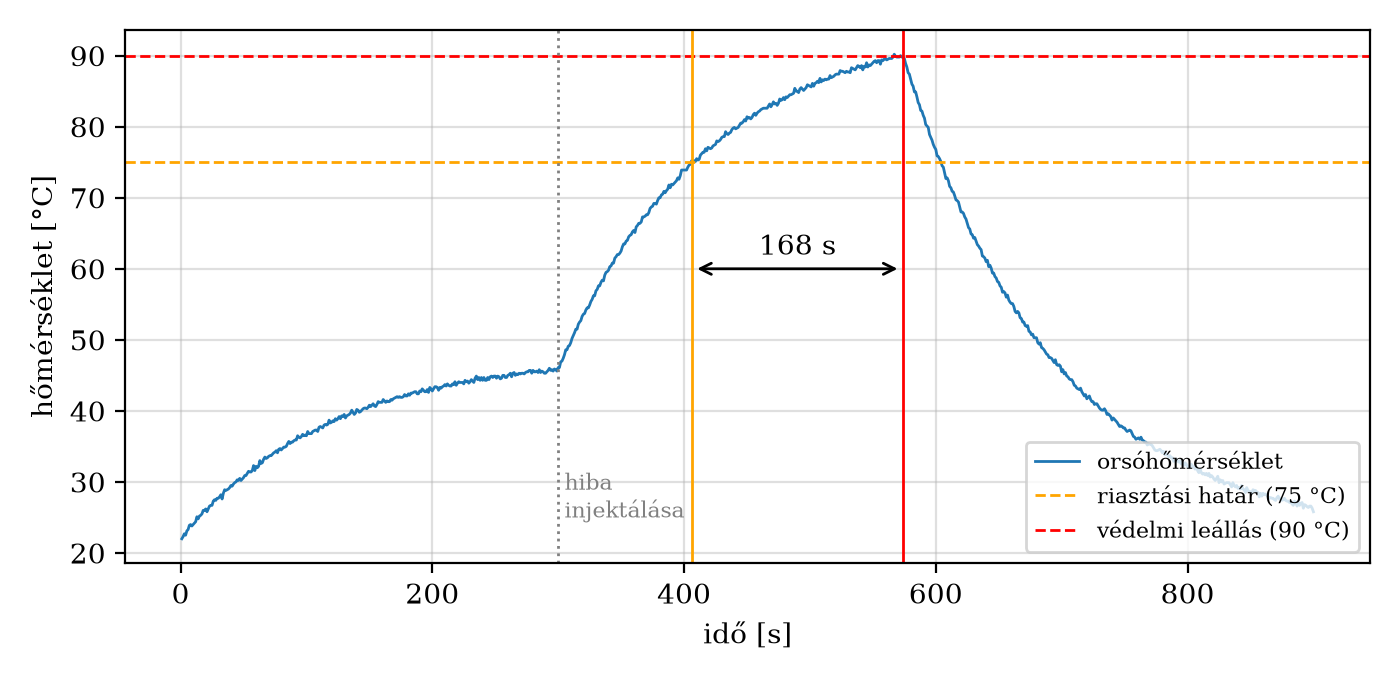 90
80
70
60
50
40
30
20
hőmérséklet [°C]
168 s
hiba
injektálása
orsóhőmérséklet
riasztási határ (75 °C)
védelmi leállás (90 °C)
0
200
400
600
800
idő [s]